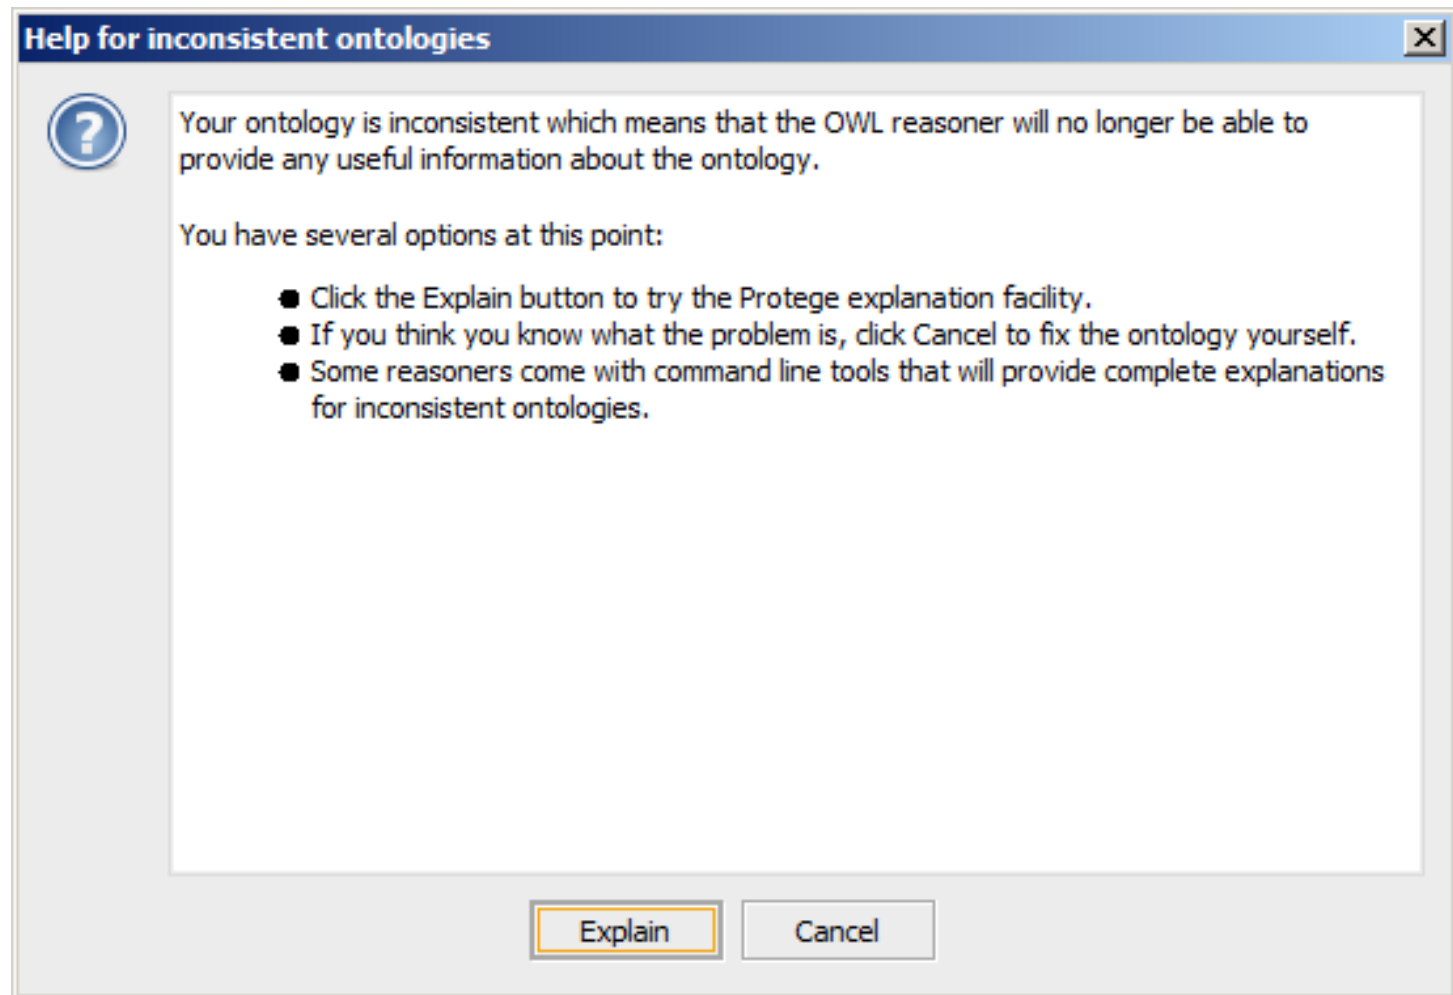 Help for inconsistent ontologies
Your ontology is inconsistent which means that the OWL reasoner will no longer be able to
provide any useful information about the ontology.
You have several options at this point:
● Click the Explain button to try the Protege explanation facility.
● If you think you know what the problem is, click Cancel to fix the ontology yourself.
● Some reasoners come with command line tools that will provide complete explanations
for inconsistent ontologies.
Explain
Cancel